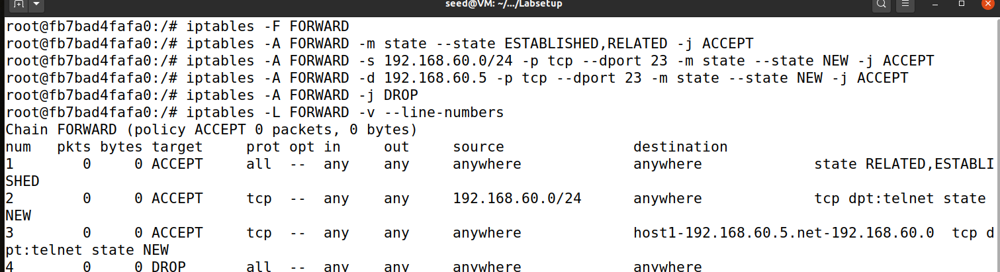 seed@VM: ~/.../Labsetup
root@fb7bad4fafa0:/# iptables -F FORWARD
root@fb7bad4fafa0:/# iptables -A FORWARD -m state --state ESTABLISHED,RELATED -j ACCEPT
root@fb7bad4fafa0:/# iptables -A FORWARD -s 192.168.60.0/24 -p tcp --dport 23 -m state --state NEW -j ACCEPT
root@fb7bad4fafa0:/# iptables -A FORWARD -d 192.168.60.5 -p tcp --dport 23 -m state --state NEW -j ACCEPT
root@fb7bad4fafa0:/# iptables -A FORWARD -j DROP
root@fb7bad4fafa0:/# iptables -L FORWARD -v --line-numbers
Chain FORWARD (policy ACCEPT 0 packets, 0 bytes)
num   pkts bytes target     prot opt in     out     source               destination
1        0     0 ACCEPT     all  --  any    any     anywhere             anywhere             state RELATED,ESTABLI
SHED
2        0     0 ACCEPT     tcp  --  any    any     192.168.60.0/24      anywhere             tcp dpt:telnet state
NEW
3        0     0 ACCEPT     tcp  --  any    any     anywhere             host1-192.168.60.5.net-192.168.60.0  tcp d
pt:telnet state NEW
4        0     0 DROP       all  --  any    any     anywhere             anywhere